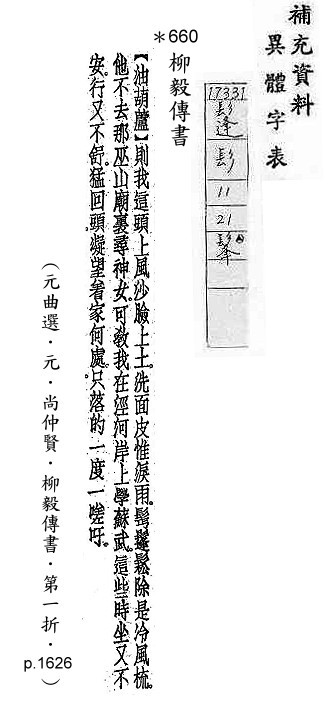 補充資料
異體字表
17331
鬔
髟
11
21
髼
*660
柳毅傳書
【油葫蘆】則我這頭上風沙臉上土。洗面皮惟淚雨。鬢鬔鬆除是冷風梳。
他不去那巫山廟裏尋神女。可教我在涇河岸上學蘇武。這些時坐又不
安。行又不舒。猛回頭凝望着家何處。只落的一度一嗟吁。
(元曲選．元．尚仲賢．柳毅傳書．第一折．p.1626)